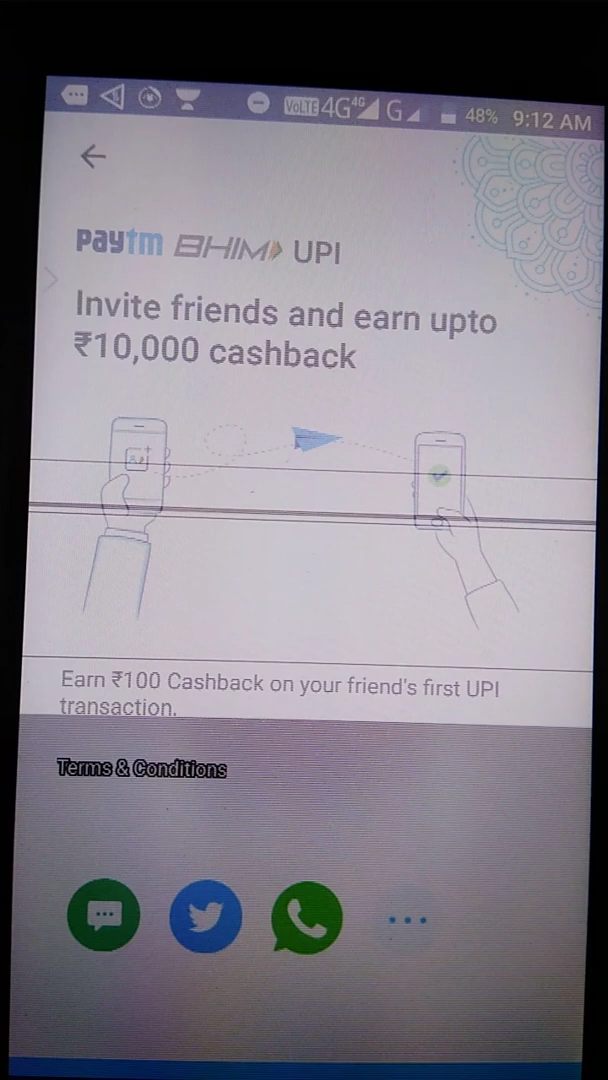 VoLTE 4G 4G G 48% 9:12 AM
paytm BHIM UPI
Invite friends and earn upto
₹10,000 cashback
Earn ₹100 Cashback on your friend's first UPI
transaction.
Terms & Conditions